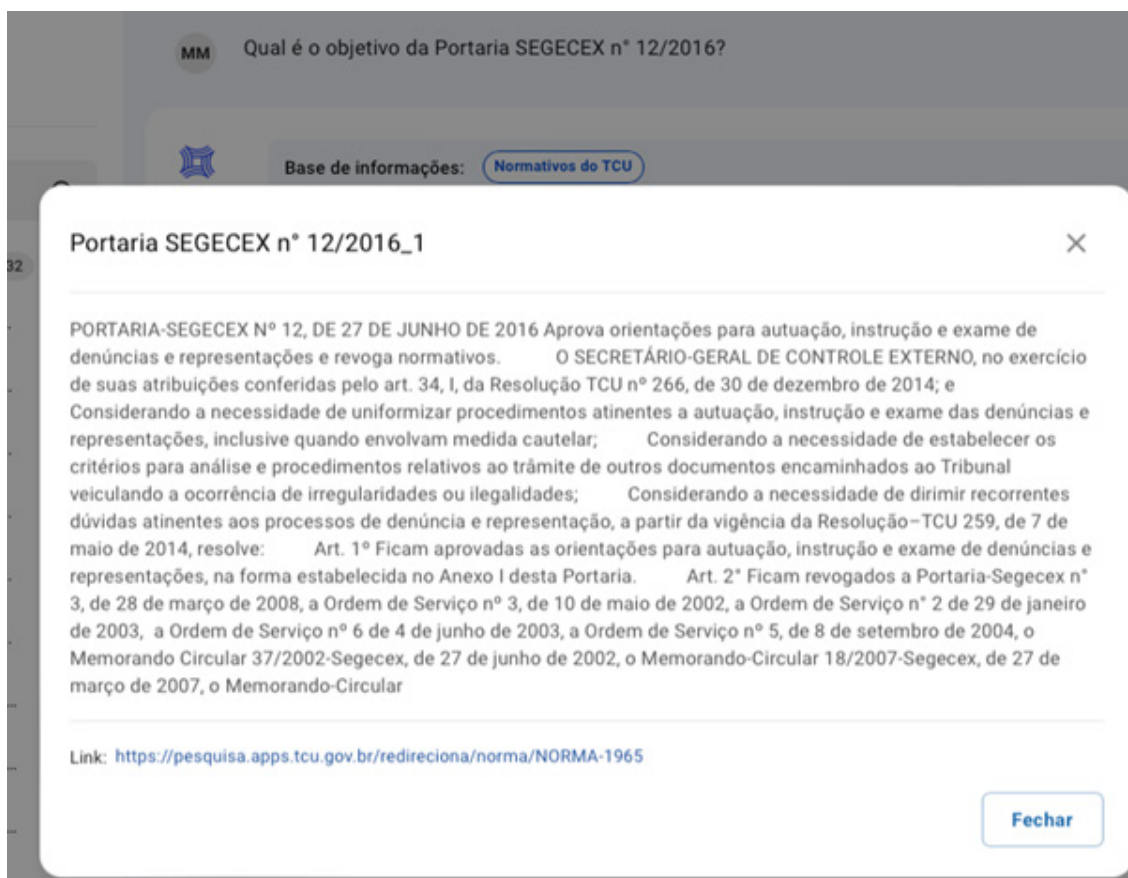 MM Qual é o objetivo da Portaria SEGECEX n° 12/2016?
Base de informações: Normativos do TCU
32
Portaria SEGECEX n° 12/2016_1
PORTARIA-SEGECEX Nº 12, DE 27 DE JUNHO DE 2016 Aprova orientações para autuação, instrução e exame de
denúncias e representações e revoga normativos. O SECRETÁRIO-GERAL DE CONTROLE EXTERNO, no exercício
de suas atribuições conferidas pelo art. 34, I, da Resolução TCU nº 266, de 30 de dezembro de 2014; e
Considerando a necessidade de uniformizar procedimentos atinentes a autuação, instrução e exame das denúncias e
representações, inclusive quando envolvam medida cautelar; Considerando a necessidade de estabelecer os
critérios para análise e procedimentos relativos ao trâmite de outros documentos encaminhados ao Tribunal
veiculando a ocorrência de irregularidades ou ilegalidades; Considerando a necessidade de dirimir recorrentes
dúvidas atinentes aos processos de denúncia e representação, a partir da vigência da Resolução–TCU 259, de 7 de
maio de 2014, resolve: Art. 1º Ficam aprovadas as orientações para autuação, instrução e exame de denúncias e
representações, na forma estabelecida no Anexo I desta Portaria. Art. 2° Ficam revogados a Portaria-Segecex n°
3, de 28 de março de 2008, a Ordem de Serviço nº 3, de 10 de maio de 2002, a Ordem de Serviço n° 2 de 29 de janeiro
de 2003, a Ordem de Serviço nº 6 de 4 de junho de 2003, a Ordem de Serviço nº 5, de 8 de setembro de 2004, o
Memorando Circular 37/2002-Segecex, de 27 de junho de 2002, o Memorando-Circular 18/2007-Segecex, de 27 de
março de 2007, o Memorando-Circular
Link: https://pesquisa.apps.tcu.gov.br/redireciona/norma/NORMA-1965
Fechar